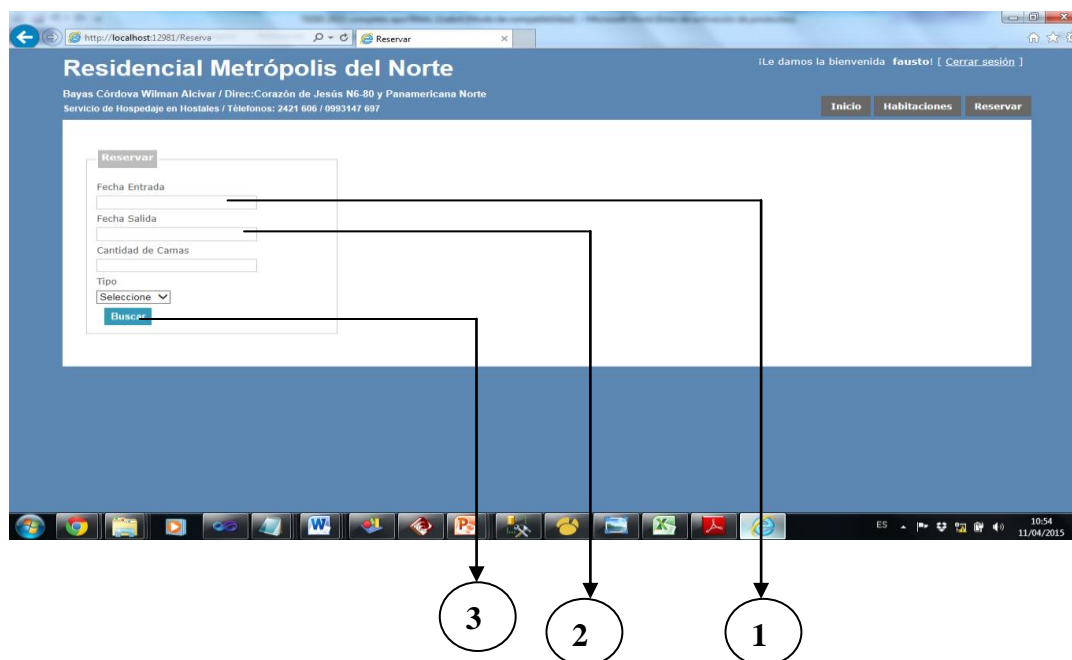 http://localhost:12981/Reserva
Reservar
Residencial Metrópolis del Norte
¡Le damos la bienvenida fausto! [ Cerrar sesión ]
Bayas Córdova Wilman Alcivar / Direc:Corazón de Jesús N6-80 y Panamericana Norte
Servicio de Hospedaje en Hostales / Télefonos: 2421 606 / 0993147 697
Inicio Habitaciones Reservar
Reservar
Fecha Entrada
Fecha Salida
Cantidad de Camas
Tipo
Seleccione
Buscar
ES
10:54
11/04/2015
3
2
1